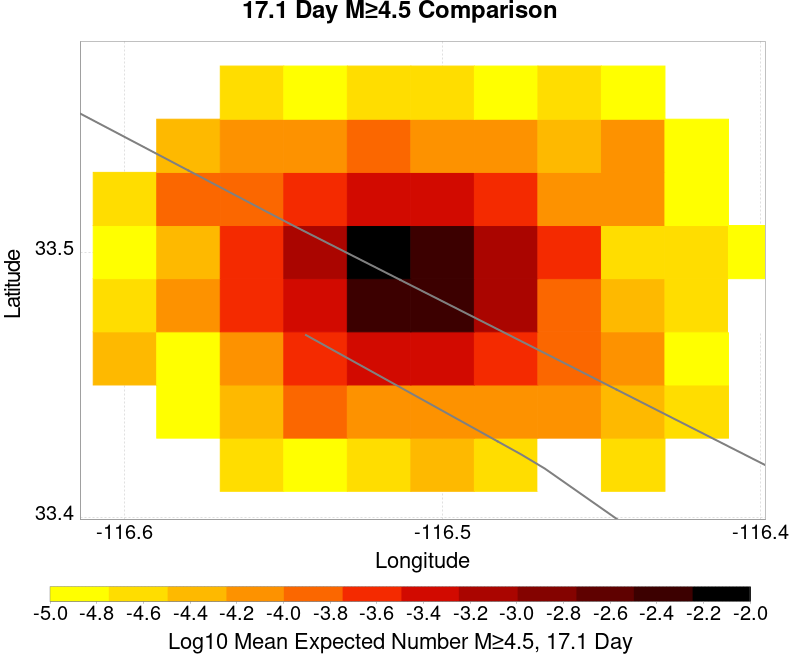 17.1 Day M≥4.5 Comparison
Latitude
33.5
33.4
-116.6 -116.5 -116.4
Longitude
-5.0 -4.8 -4.6 -4.4 -4.2 -4.0 -3.8 -3.6 -3.4 -3.2 -3.0 -2.8 -2.6 -2.4 -2.2 -2.0
Log10 Mean Expected Number M≥4.5, 17.1 Day